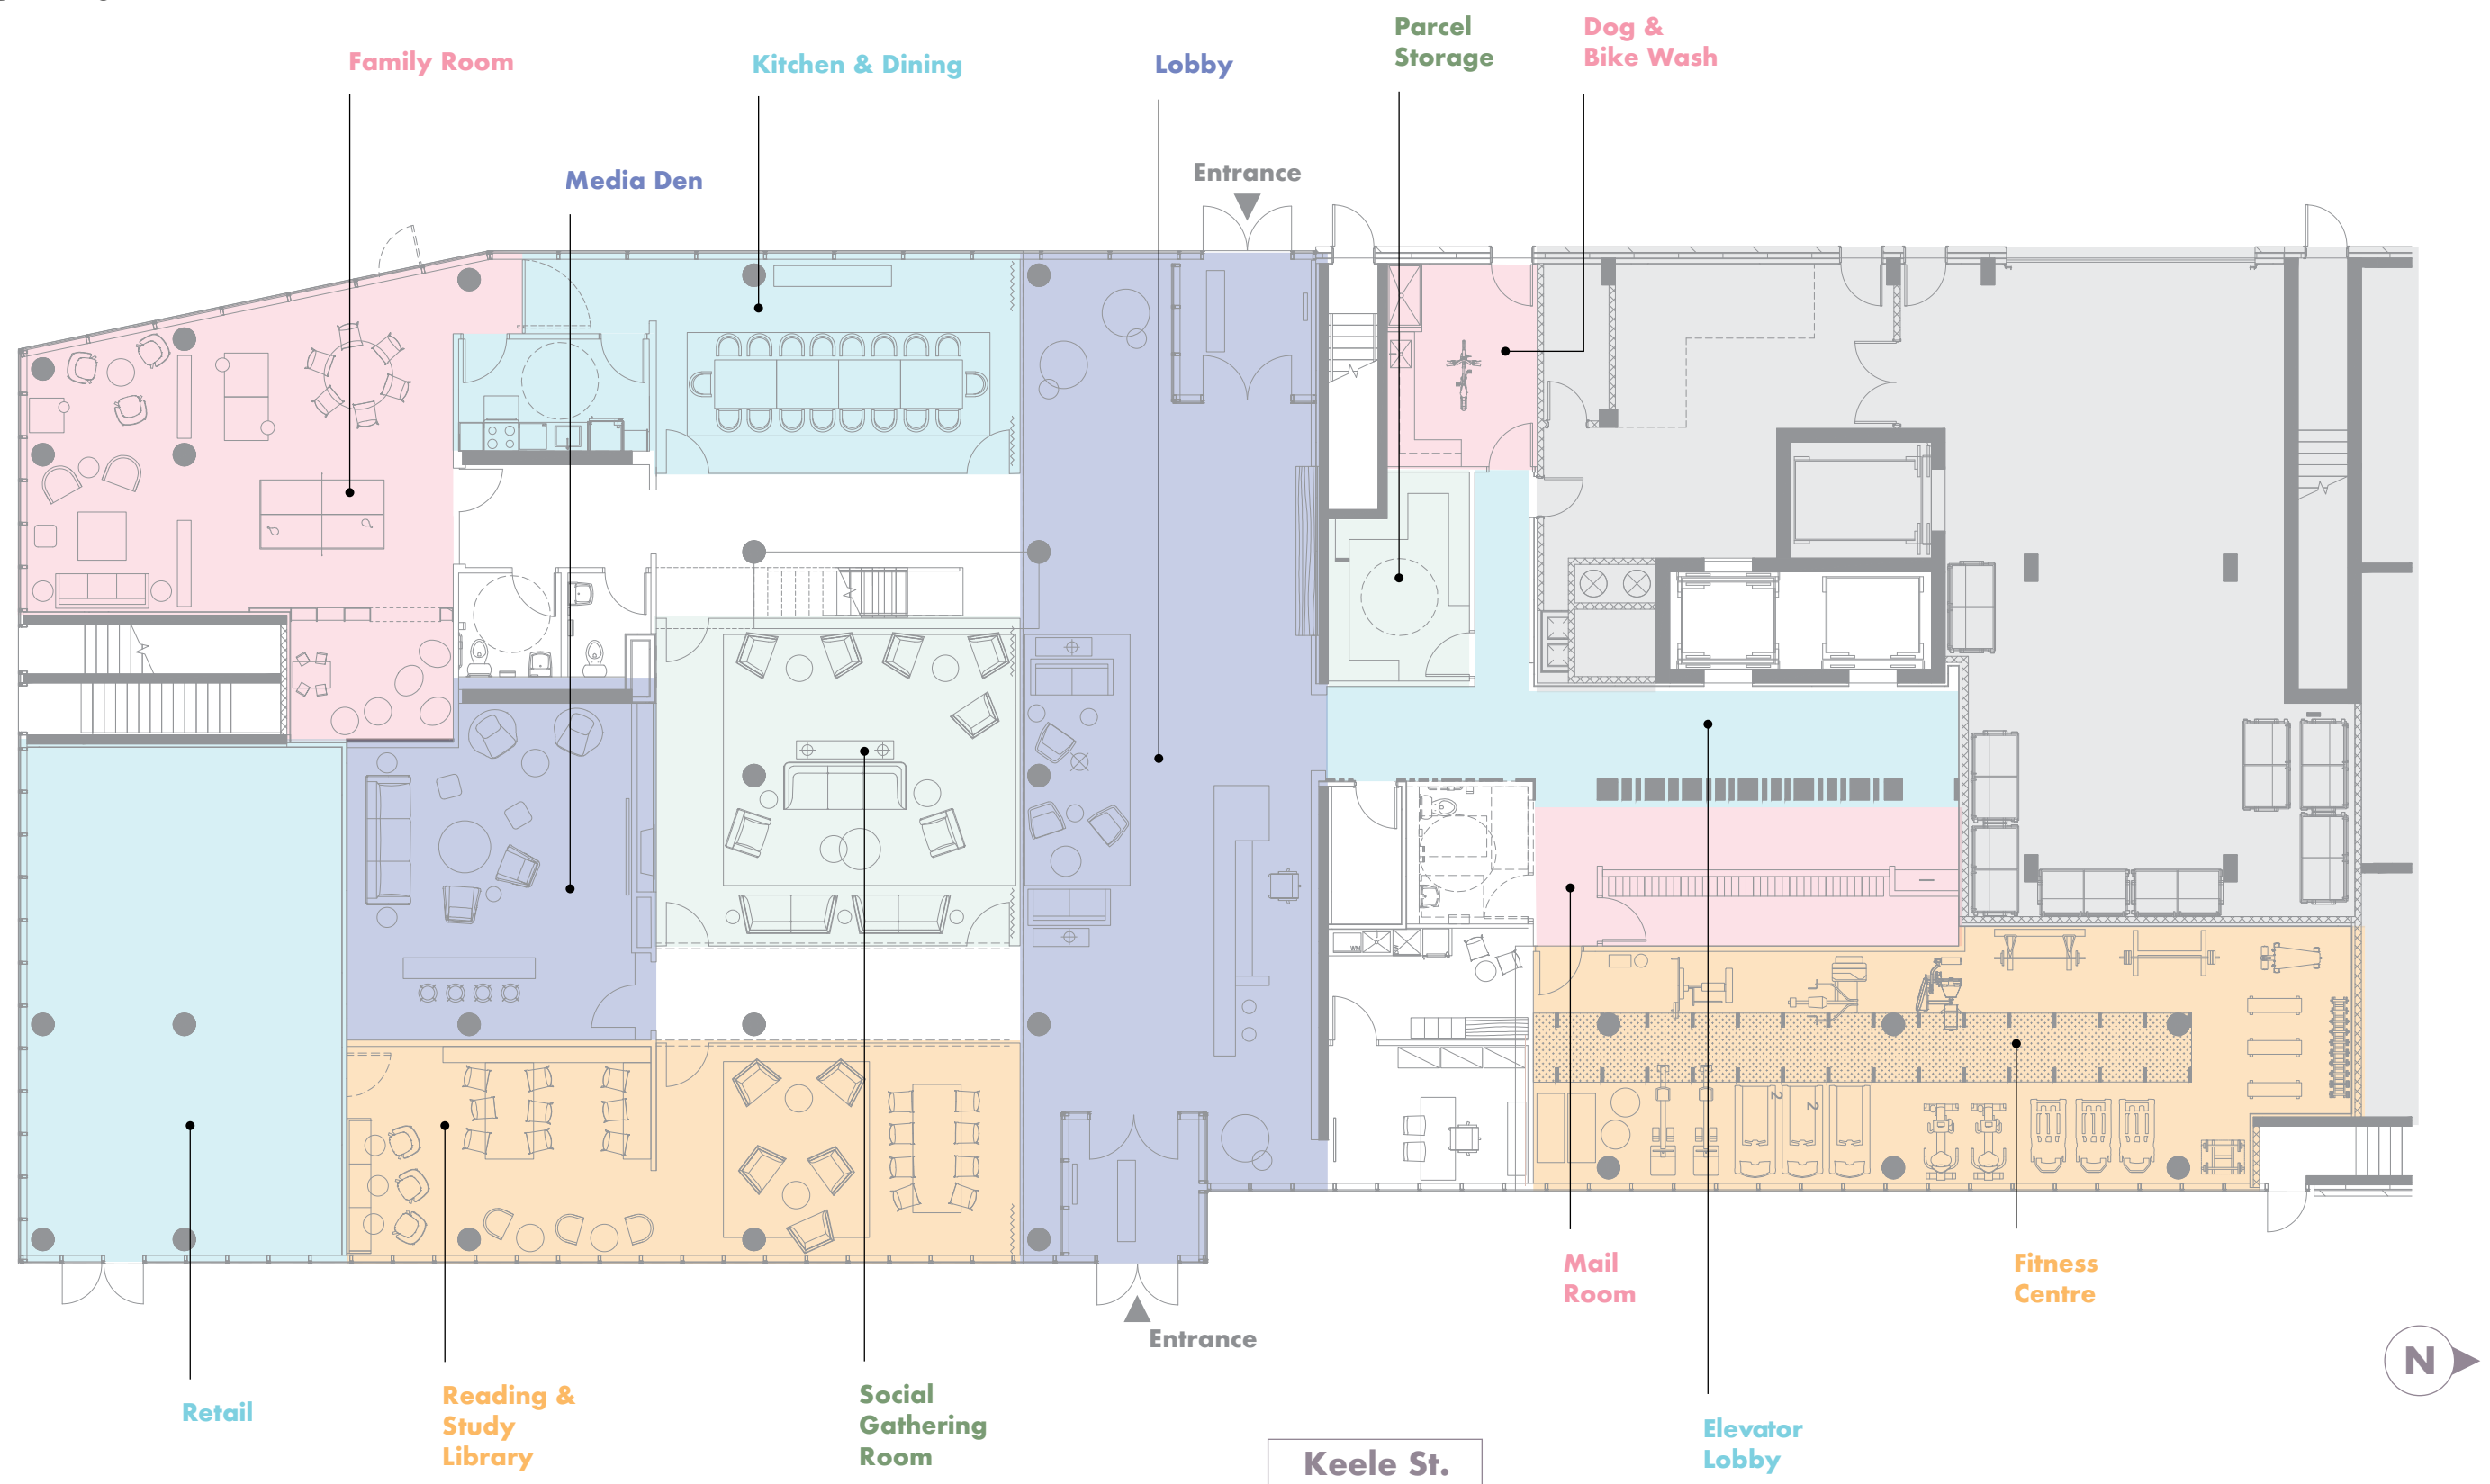 Parcel
Storage
Dog &
Bike Wash
Family Room
Kitchen & Dining
Lobby
Media Den
Entrance
Mail
Room
Fitness
Centre
Entrance
N
Retail
Reading &
Study
Library
Social
Gathering
Room
Elevator
Lobby
Keele St.